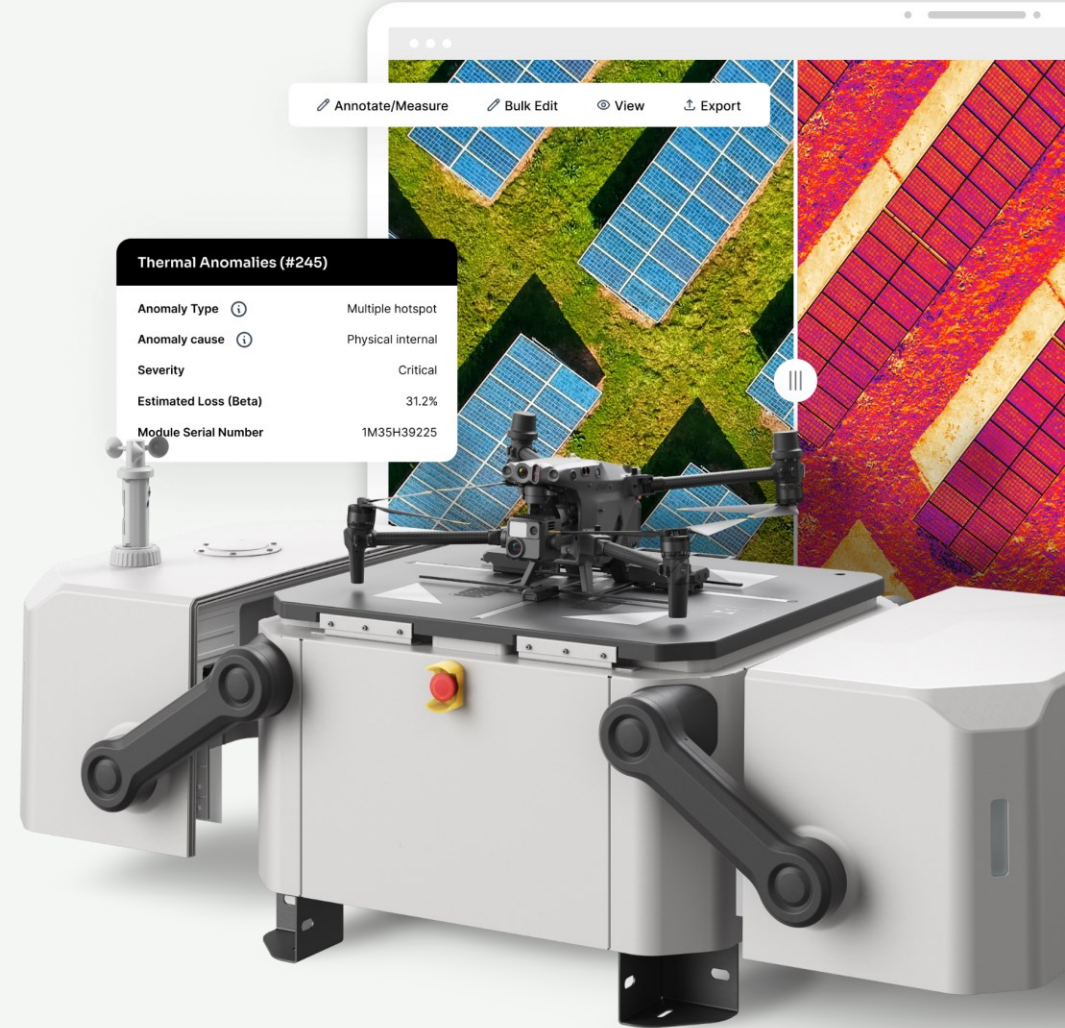 Annotate/Measure Bulk Edit View Export
Thermal Anomalies (#245)
Anomaly Type Multiple hotspot
Anomaly cause Physical internal
Severity Critical
Estimated Loss (Beta) 31.2%
Module Serial Number 1M35H39225